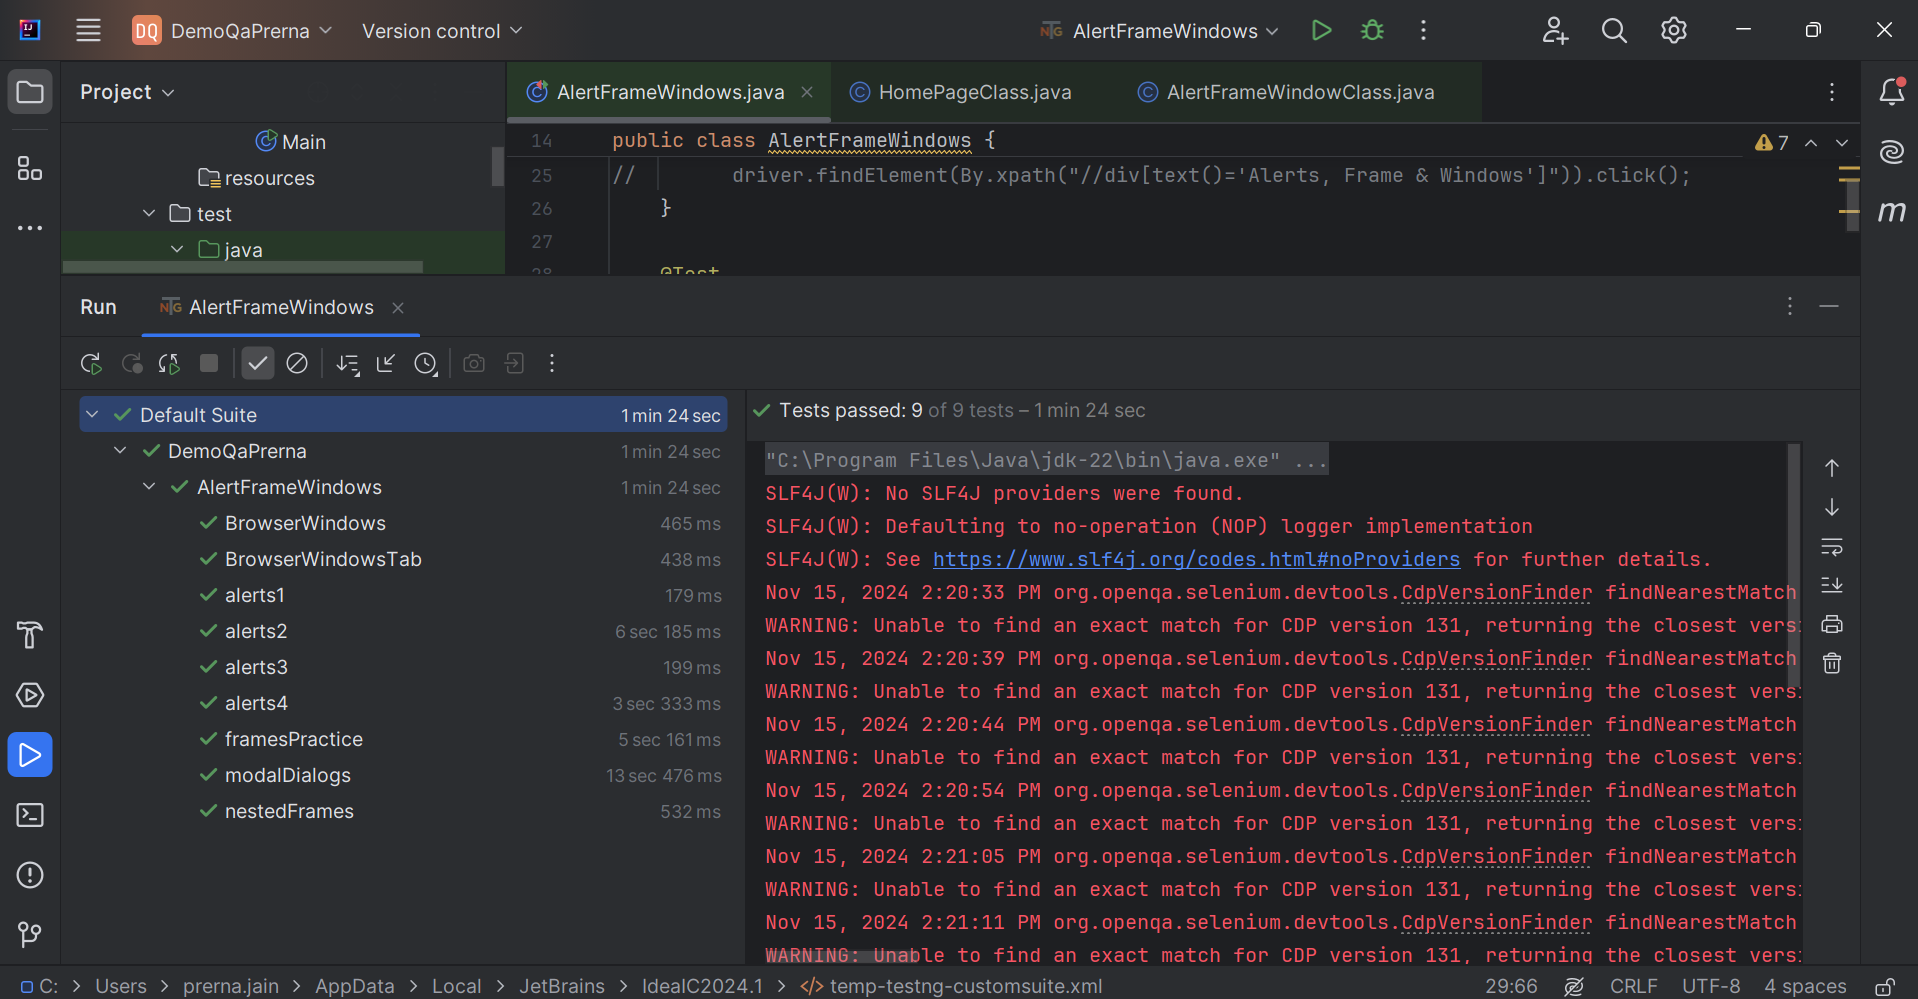 DQ DemoQaPrerna Version control AlertFrameWindows
Project
AlertFrameWindows.java HomePageClass.java AlertFrameWindowClass.java
Main
resources
test
java
14 public class AlertFrameWindows {
7
25 // driver.findElement(By.xpath("//div[text()='Alerts, Frame & Windows']")).click();
26 }
27
28 @Test
Run AlertFrameWindows
Default Suite 1 min 24 sec
DemoQaPrerna 1 min 24 sec
AlertFrameWindows 1 min 24 sec
BrowserWindows 465 ms
BrowserWindowsTab 438 ms
alerts1 179 ms
alerts2 6 sec 185 ms
alerts3 199 ms
alerts4 3 sec 333 ms
framesPractice 5 sec 161 ms
modalDialogs 13 sec 476 ms
nestedFrames 532 ms
Tests passed: 9 of 9 tests – 1 min 24 sec
"C:\Program Files\Java\jdk-22\bin\java.exe" ...
SLF4J(W): No SLF4J providers were found.
SLF4J(W): Defaulting to no-operation (NOP) logger implementation
SLF4J(W): See https://www.slf4j.org/codes.html#noProviders for further details.
Nov 15, 2024 2:20:33 PM org.openqa.selenium.devtools.CdpVersionFinder findNearestMatch
WARNING: Unable to find an exact match for CDP version 131, returning the closest versi
Nov 15, 2024 2:20:39 PM org.openqa.selenium.devtools.CdpVersionFinder findNearestMatch
WARNING: Unable to find an exact match for CDP version 131, returning the closest versi
Nov 15, 2024 2:20:44 PM org.openqa.selenium.devtools.CdpVersionFinder findNearestMatch
WARNING: Unable to find an exact match for CDP version 131, returning the closest versi
Nov 15, 2024 2:20:54 PM org.openqa.selenium.devtools.CdpVersionFinder findNearestMatch
WARNING: Unable to find an exact match for CDP version 131, returning the closest versi
Nov 15, 2024 2:21:05 PM org.openqa.selenium.devtools.CdpVersionFinder findNearestMatch
WARNING: Unable to find an exact match for CDP version 131, returning the closest versi
Nov 15, 2024 2:21:11 PM org.openqa.selenium.devtools.CdpVersionFinder findNearestMatch
WARNING: Unable to find an exact match for CDP version 131, returning the closest versi
C: > Users > prerna.jain > AppData > Local > JetBrains > IdeaIC2024.1 > </> temp-testng-customsuite.xml 29:66 CRLF UTF-8 4 spaces